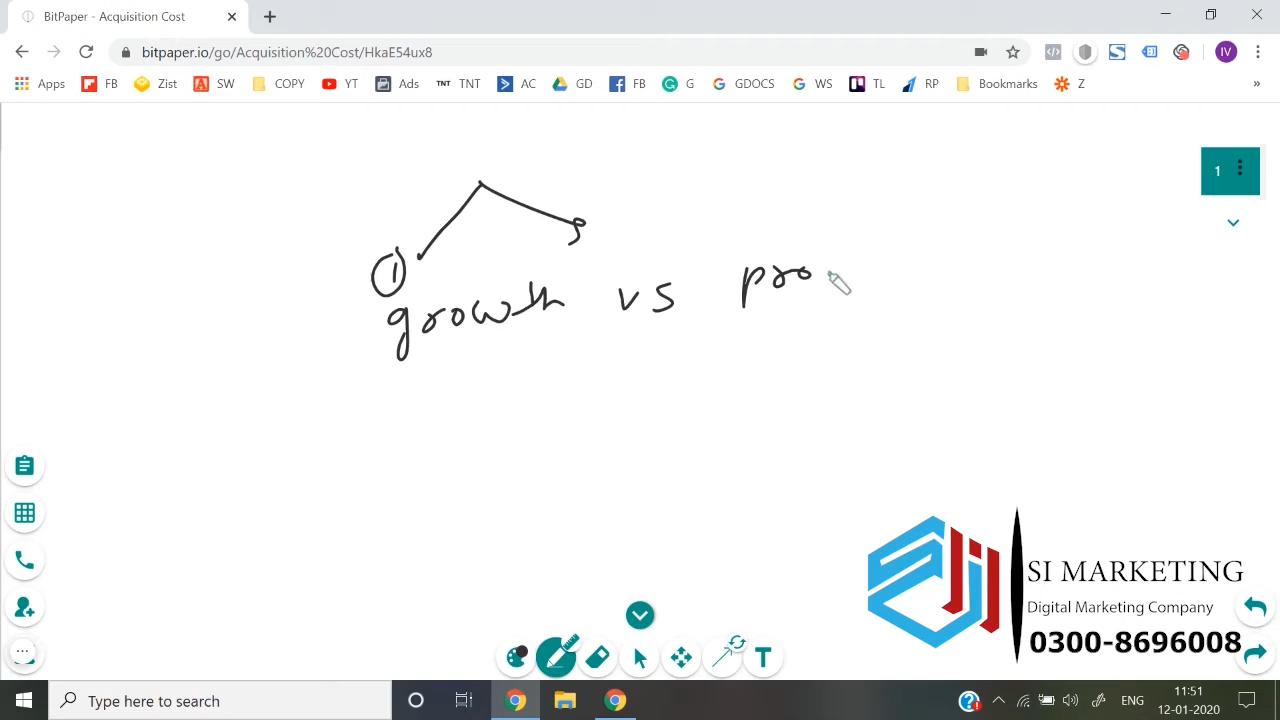 BitPaper - Acquisition Cost
bitpaper.io/go/Acquisition%20Cost/HkaE54ux8
IV
Apps FB Zist SW COPY YT Ads TNT TNT AC GD FB G GDOCS WS TL RP Bookmarks Z »
1
1
growth vs pro
SI MARKETING
Digital Marketing Company
0300-8696008
T
Type here to search
ENG
11:51
12-01-2020